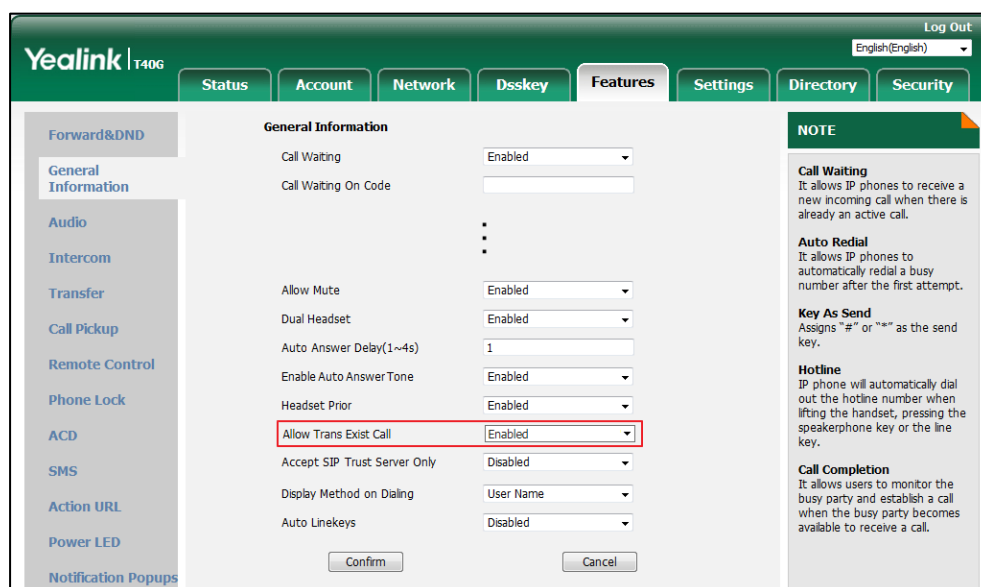 Log Out
Yealink T40G
English(English)
Status Account Network Dsskey Features Settings Directory Security
Forward&DND
General
Information
Audio
Intercom
Transfer
Call Pickup
Remote Control
Phone Lock
ACD
SMS
Action URL
Power LED
Notification Popups
General Information
Call Waiting Enabled
Call Waiting On Code
Allow Mute Enabled
Dual Headset Enabled
Auto Answer Delay(1~4s) 1
Enable Auto Answer Tone Enabled
Headset Prior Enabled
Allow Trans Exist Call Enabled
Accept SIP Trust Server Only Disabled
Display Method on Dialing User Name
Auto Linekeys Disabled
Confirm Cancel
NOTE
Call Waiting
It allows IP phones to receive a
new incoming call when there is
already an active call.
Auto Redial
It allows IP phones to
automatically redial a busy
number after the first attempt.
Key As Send
Assigns "#" or "*" as the send
key.
Hotline
IP phone will automatically dial
out the hotline number when
lifting the handset, pressing the
speakerphone key or the line
key.
Call Completion
It allows users to monitor the
busy party and establish a call
when the busy party becomes
available to receive a call.